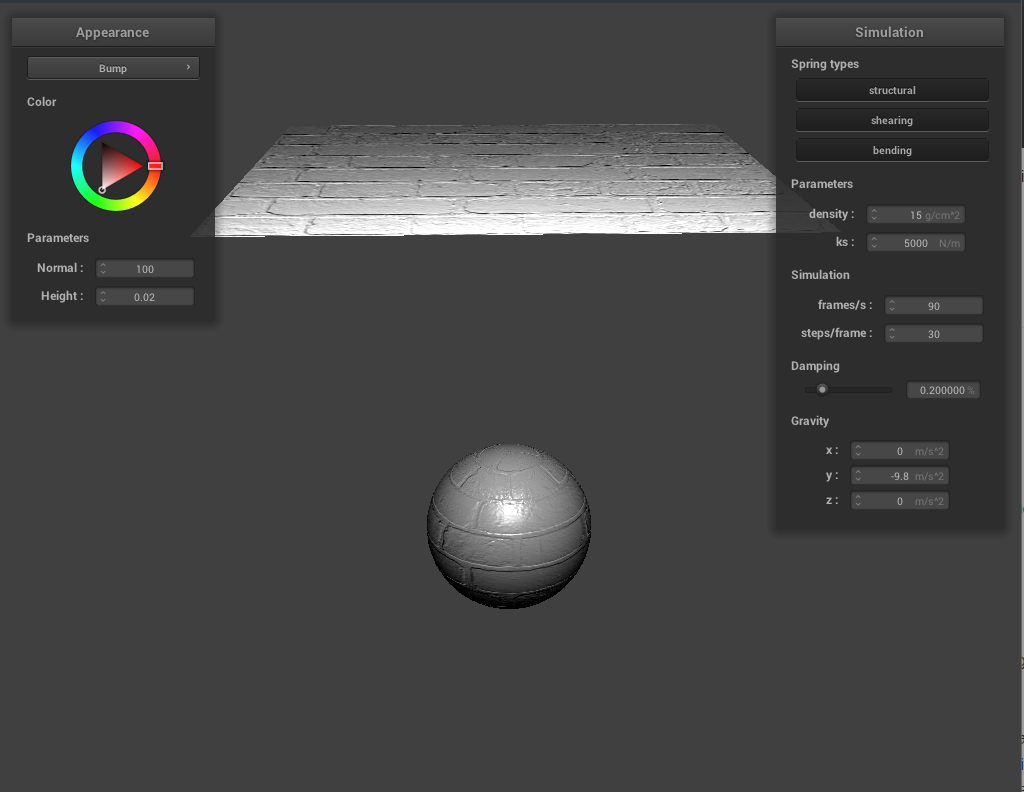 Appearance
Bump
Color
Parameters
Normal : 100
Height : 0.02
Simulation
Spring types
structural
shearing
bending
Parameters
density : 15 g/cm^2
ks : 5000 N/m
Simulation
frames/s : 90
steps/frame : 30
Damping
0.200000 %
Gravity
x : 0 m/s^2
y : -9.8 m/s^2
z : 0 m/s^2